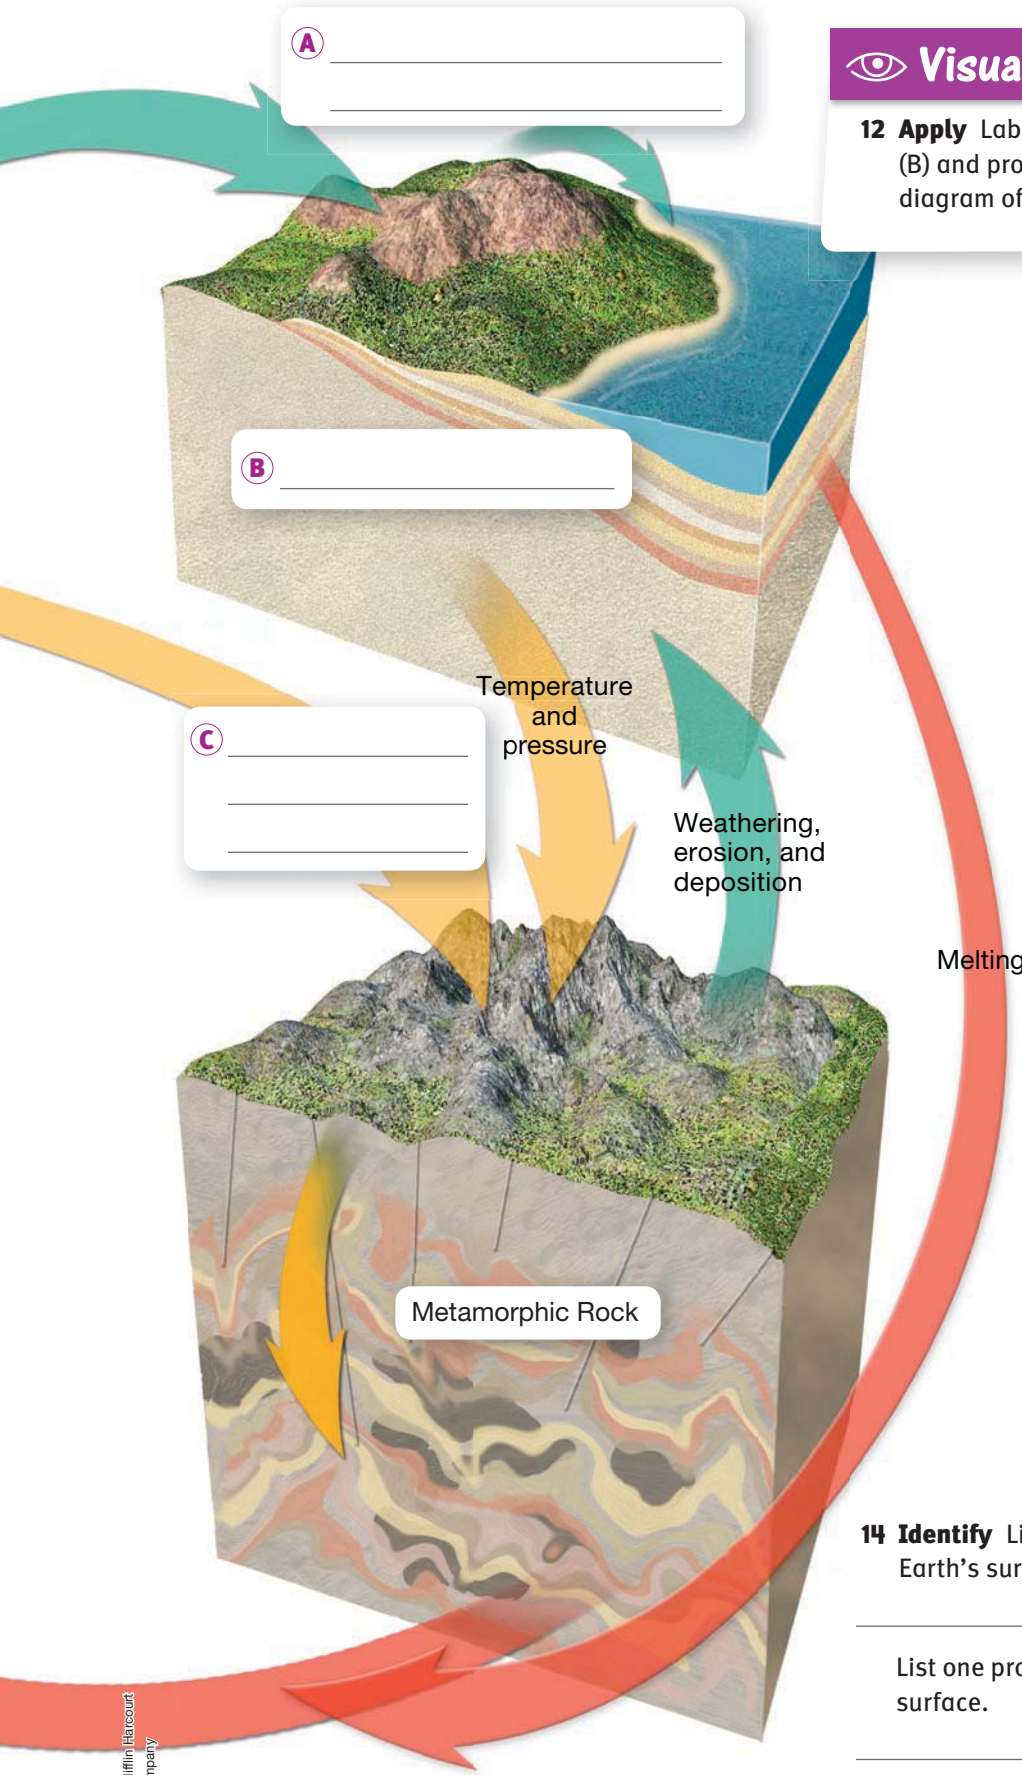 A
Visua
12 Apply Lab
(B) and pro
diagram of
B
Temperature
and
pressure
C
Weathering,
erosion, and
deposition
Melting
Metamorphic Rock
14 Identify Li
Earth's sur
List one pro
surface.
ifflin Harcourt
mpany